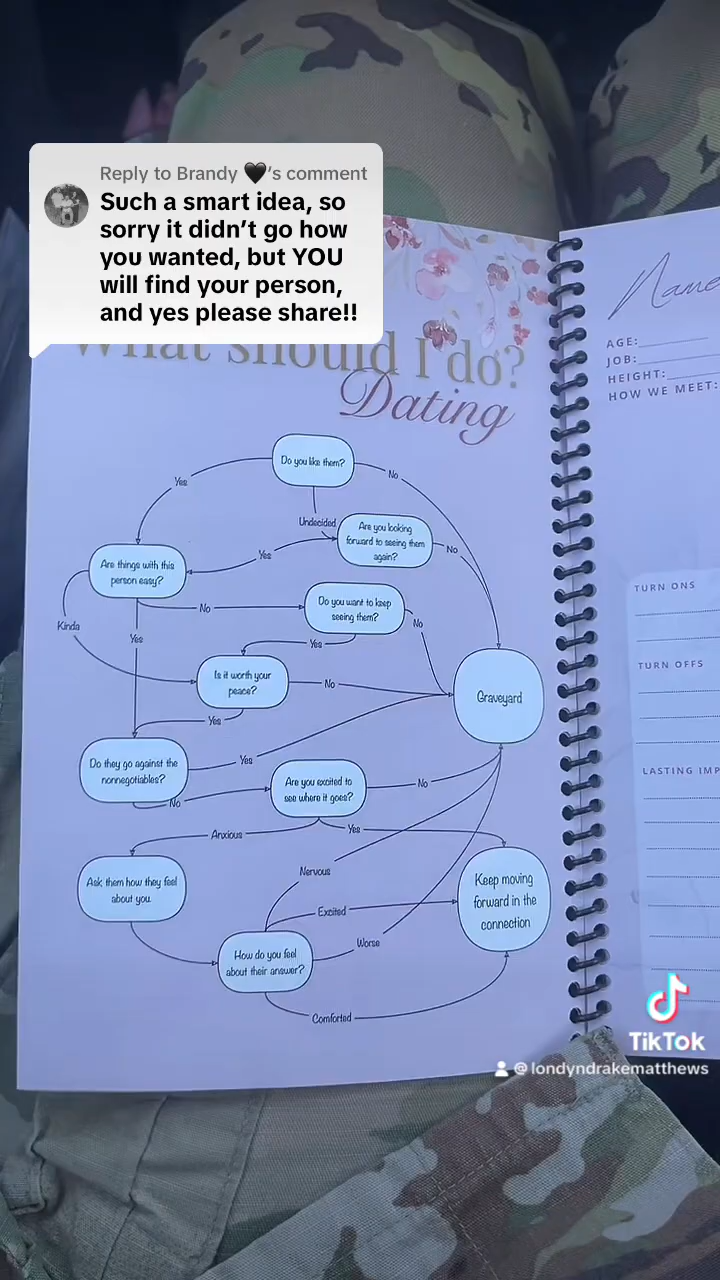 Reply to Brandy 🖤's comment
Such a smart idea, so
sorry it didn't go how
you wanted, but YOU
will find your person,
and yes please share!!
What should I do?
Dating
Do you like them?
Yes
No
Undecided
Are you looking
forward to seeing them
again?
Yes
No
Are things with this
person easy?
No
Do you want to keep
seeing them?
No
Kinda
Yes
Yes
Is it worth your
peace?
No
Graveyard
Yes
Do they go against the
nonnegotiables?
Yes
No
Are you excited to
see where it goes?
No
Anxious
Yes
Ask them how they feel
about you.
Nervous
Keep moving
forward in the
connection
Excited
Worse
How do you feel
about their answer?
Comforted
Name
AGE:
JOB:
HEIGHT:
HOW WE MEET:
TURN ONS
TURN OFFS
LASTING IMP
TikTok
@londyndrakematthews